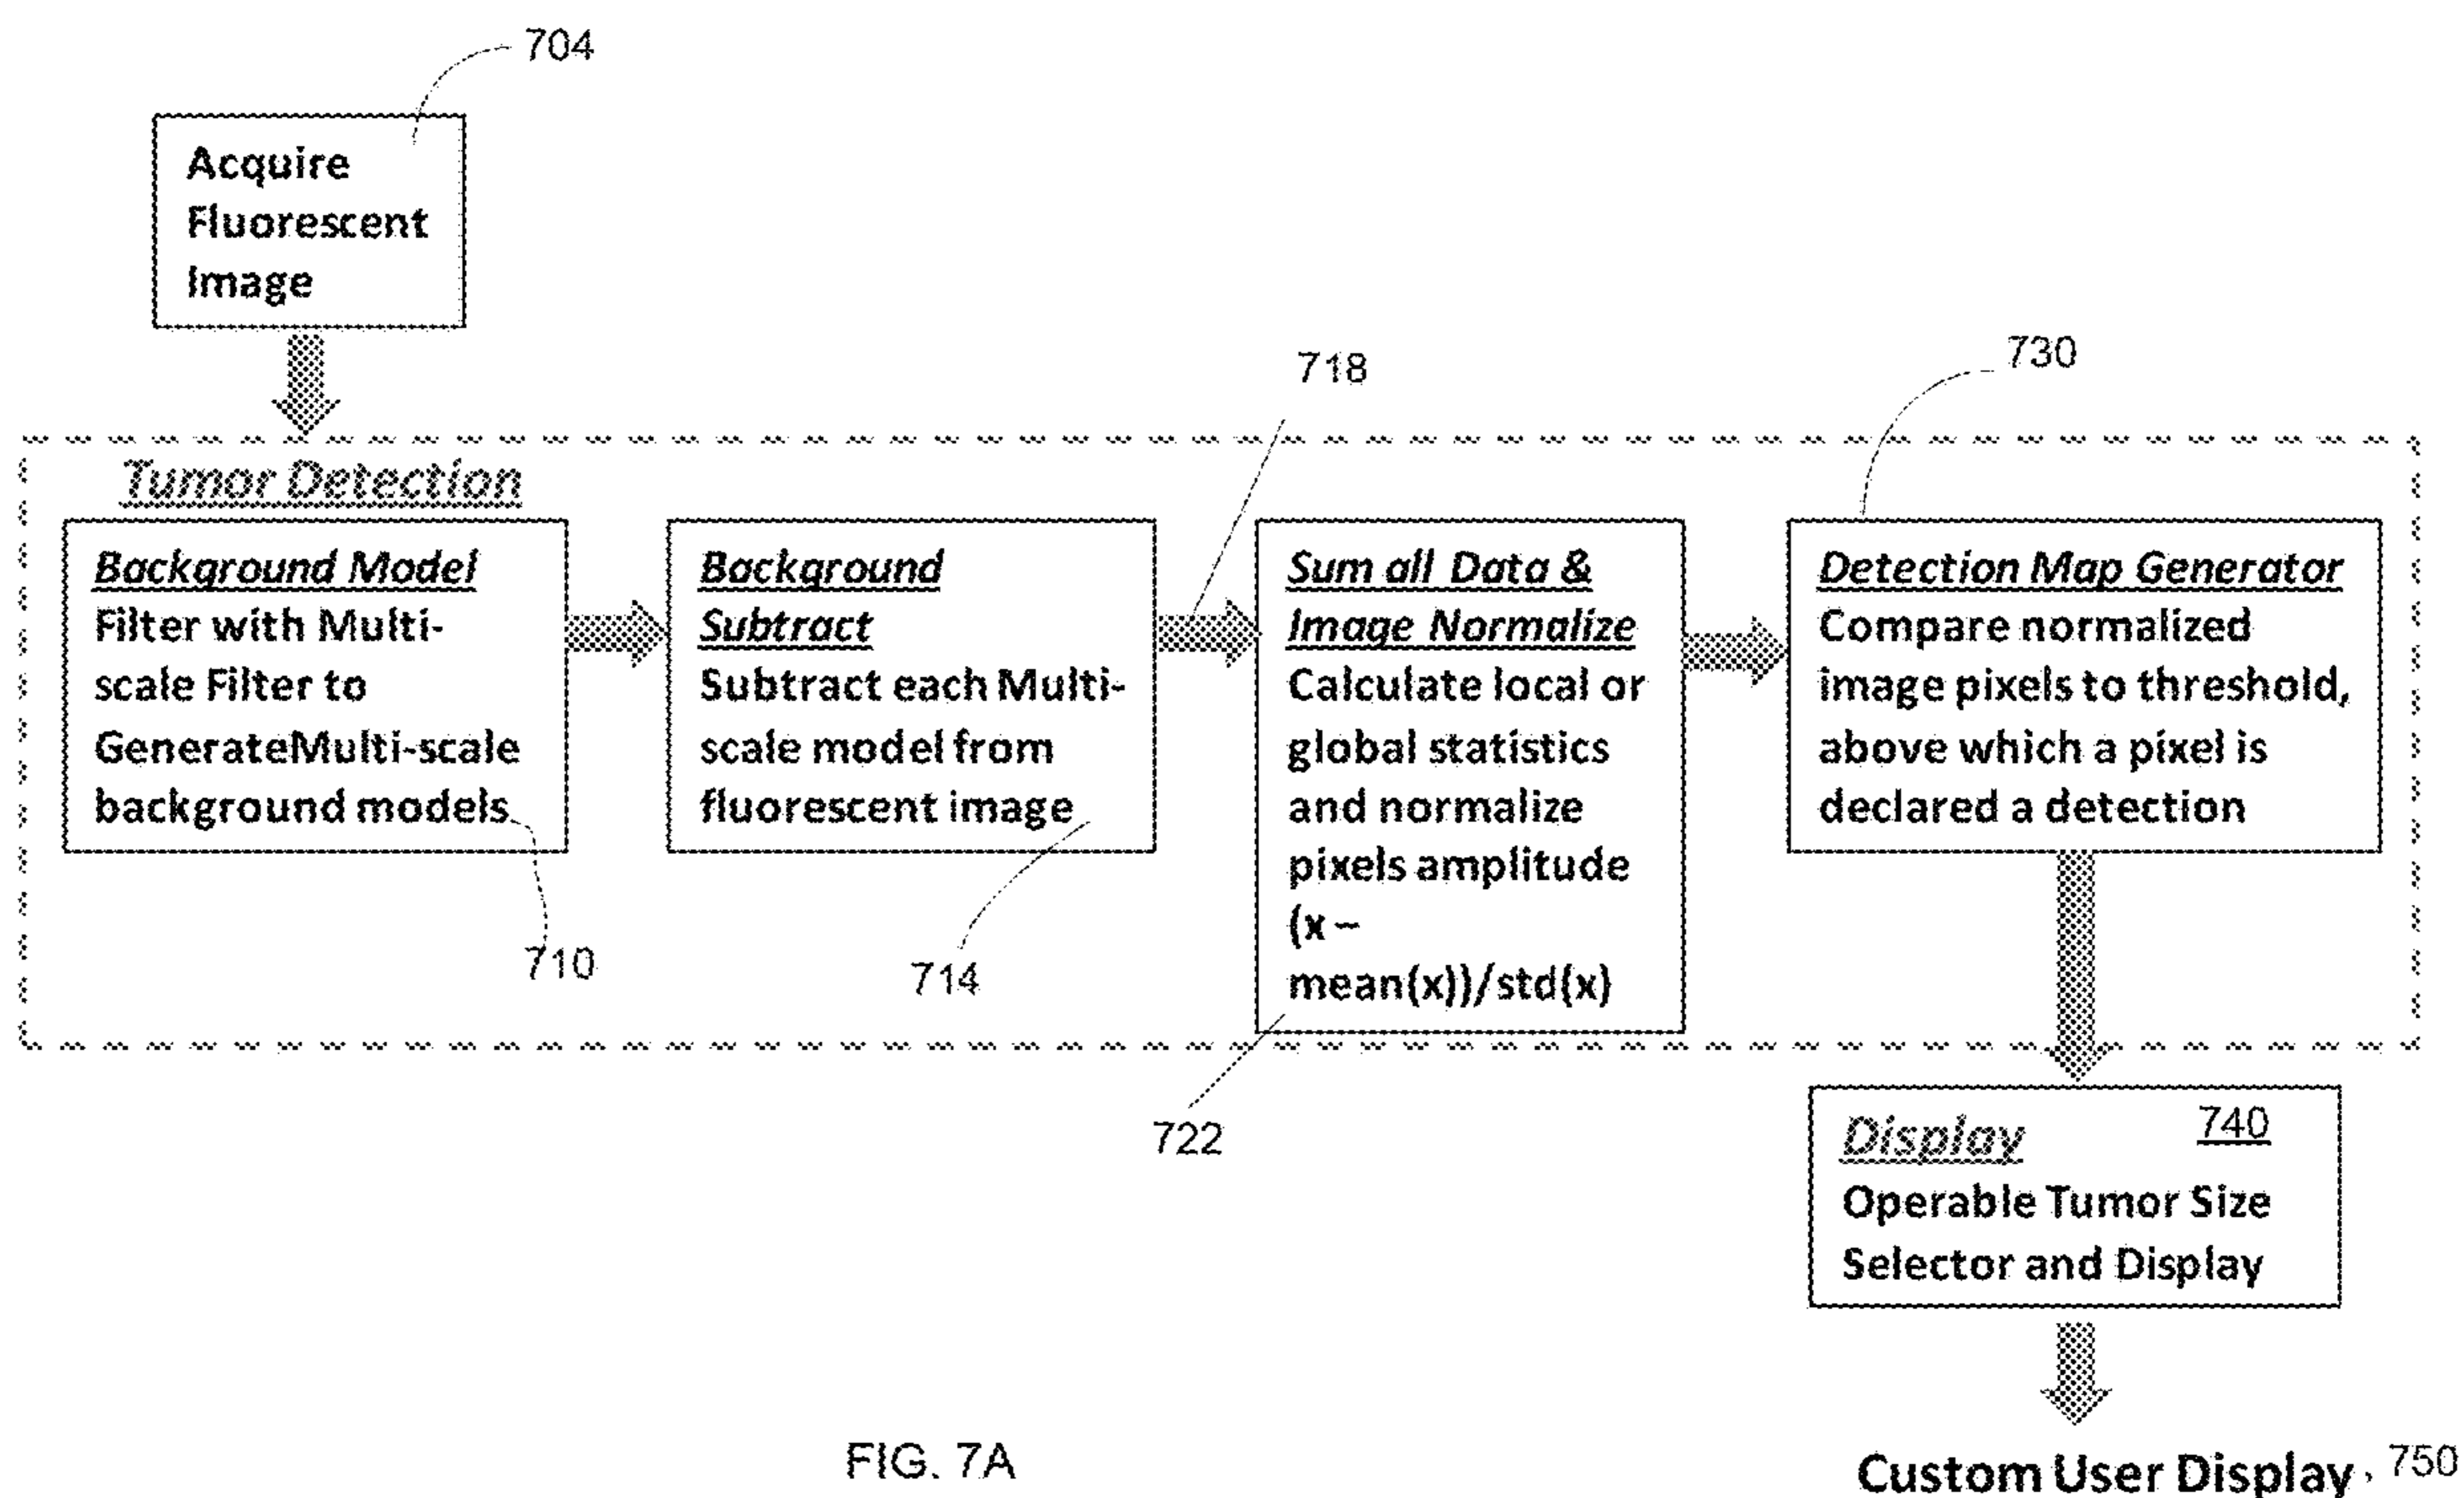 704
Acquire
Fluorescent
Image
718
730
Tumor Detection
Background Model
Filter with Multi-
scale Filter to
GenerateMulti-scale
background models
710
Background
Subtract
Subtract each Multi-
scale model from
fluorescent image
714
Sum all Data &
Image Normalize
Calculate local or
global statistics
and normalize
pixels amplitude
(x –
mean(x))/std(x)
722
Detection Map Generator
Compare normalized
image pixels to threshold,
above which a pixel is
declared a detection
Display 740
Operable Tumor Size
Selector and Display
Custom User Display, 750
FIG. 7A